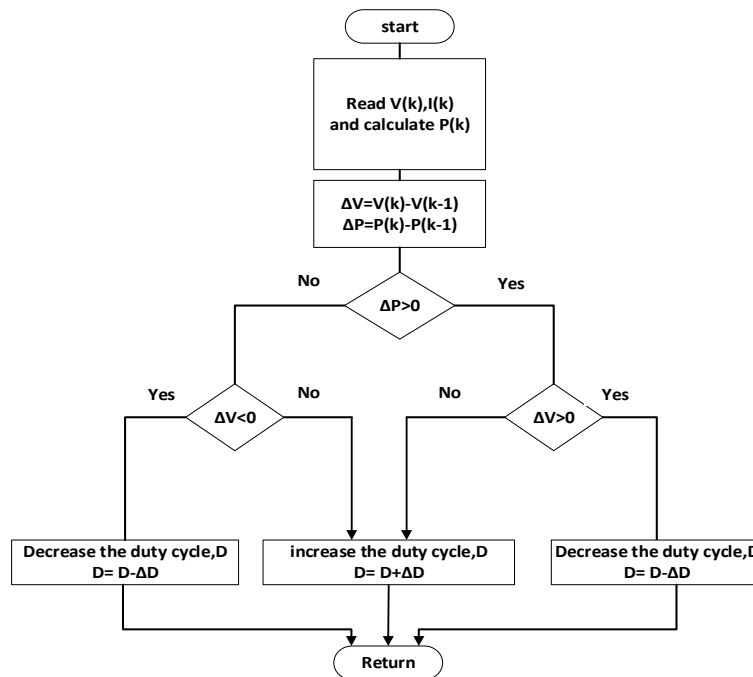 start
Read V(k),I(k)
and calculate P(k)
ΔV=V(k)-V(k-1)
ΔP=P(k)-P(k-1)
No
Yes
ΔP>0
Yes
No
No
Yes
ΔV<0
ΔV>0
Decrease the duty cycle,D
D= D-ΔD
increase the duty cycle,D
D= D+ΔD
Decrease the duty cycle,D
D= D-ΔD
Return